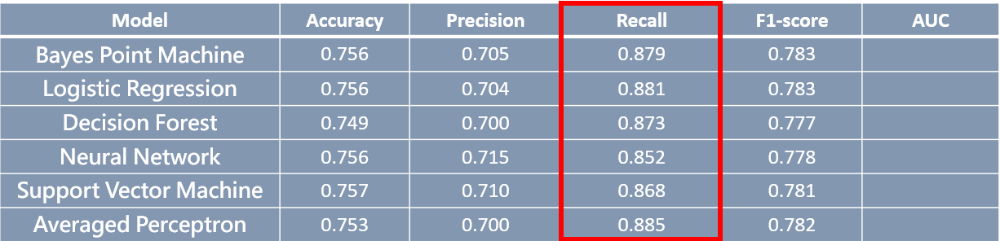 Model Accuracy Precision Recall F1-score AUC
Bayes Point Machine 0.756 0.705 0.879 0.783
Logistic Regression 0.756 0.704 0.881 0.783
Decision Forest 0.749 0.700 0.873 0.777
Neural Network 0.756 0.715 0.852 0.778
Support Vector Machine 0.757 0.710 0.868 0.781
Averaged Perceptron 0.753 0.700 0.885 0.782